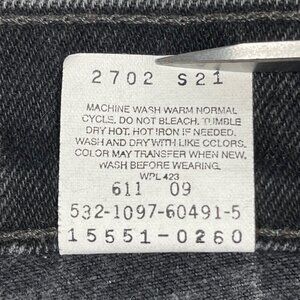 2702 S21
MACHINE WASH WARM NORMAL
CYCLE. DO NOT BLEACH. TUMBLE
DRY HOT. HOT IRON IF NEEDED.
WASH AND DRY WITH LIKE COLORS.
COLOR MAY TRANSFER WHEN NEW.
WASH BEFORE WEARING.
WPL 423
611 09
532-1097-60491-5
15551-0260